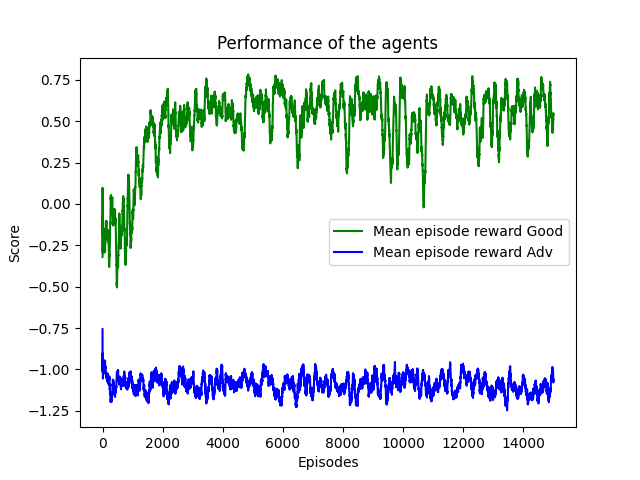 Performance of the agents
0.75
0.50
0.25
0.00
−0.25
−0.50
−0.75
−1.00
−1.25
Score
Mean episode reward Good
Mean episode reward Adv
0 2000 4000 6000 8000 10000 12000 14000
Episodes